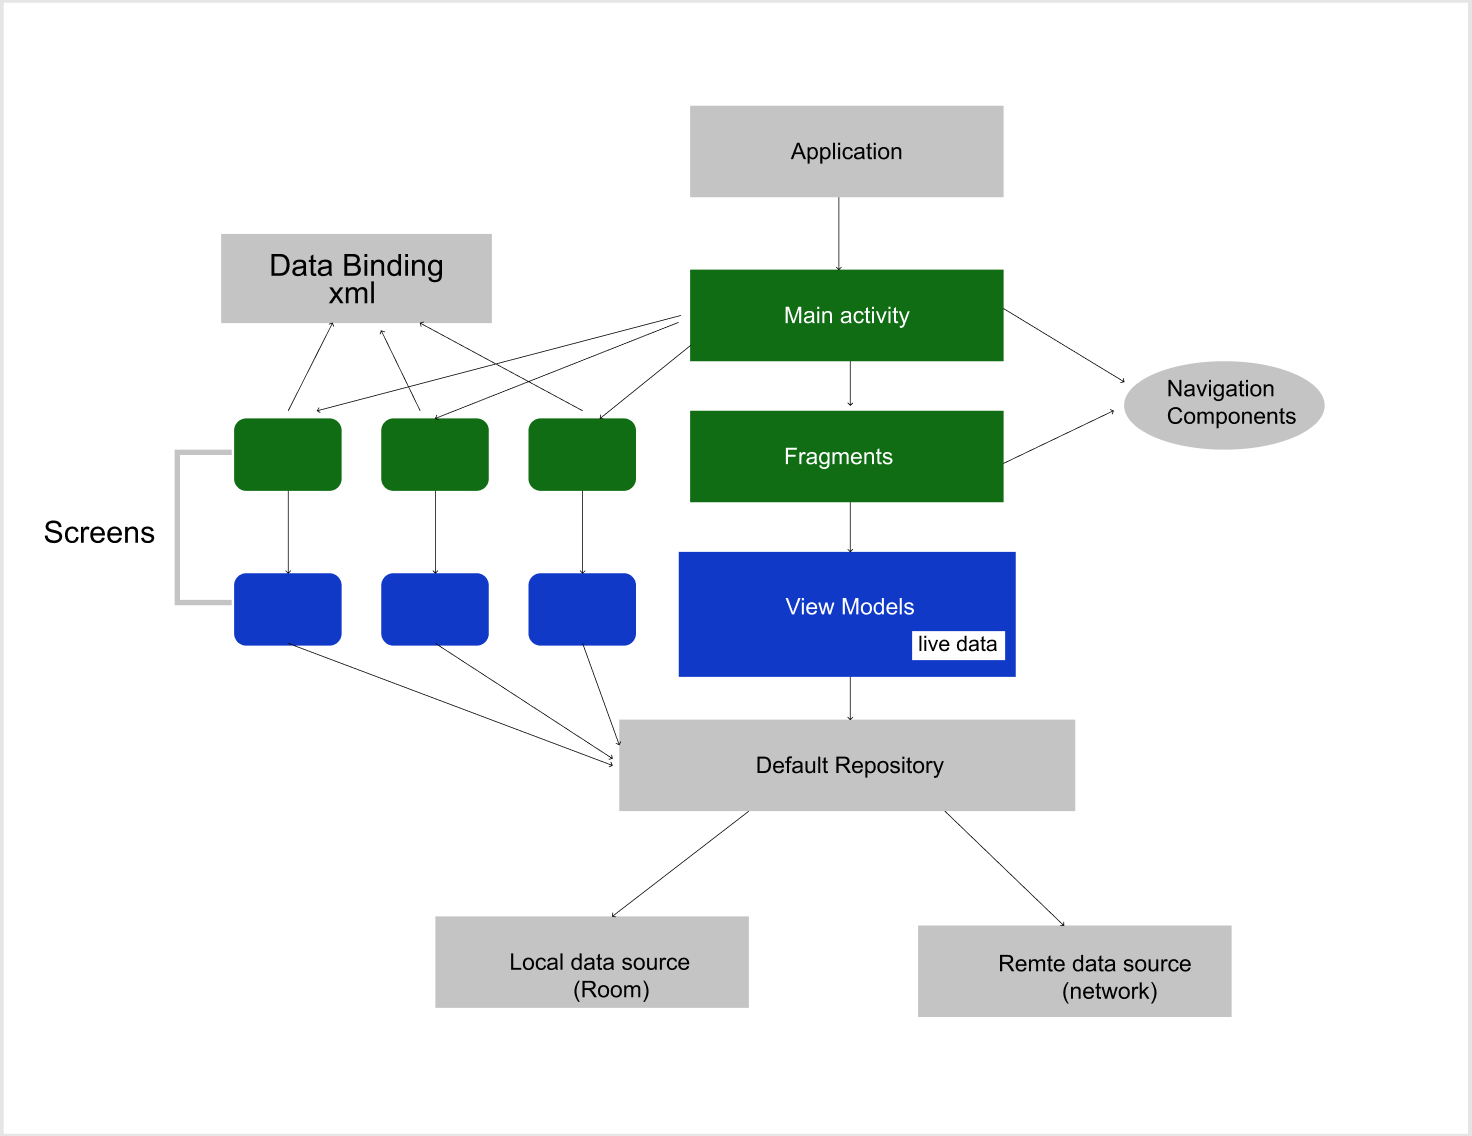 Application
Data Binding
xml
Main activity
Navigation
Components
Fragments
Screens
View Models
live data
Default Repository
Local data source
(Room)
Remte data source
(network)